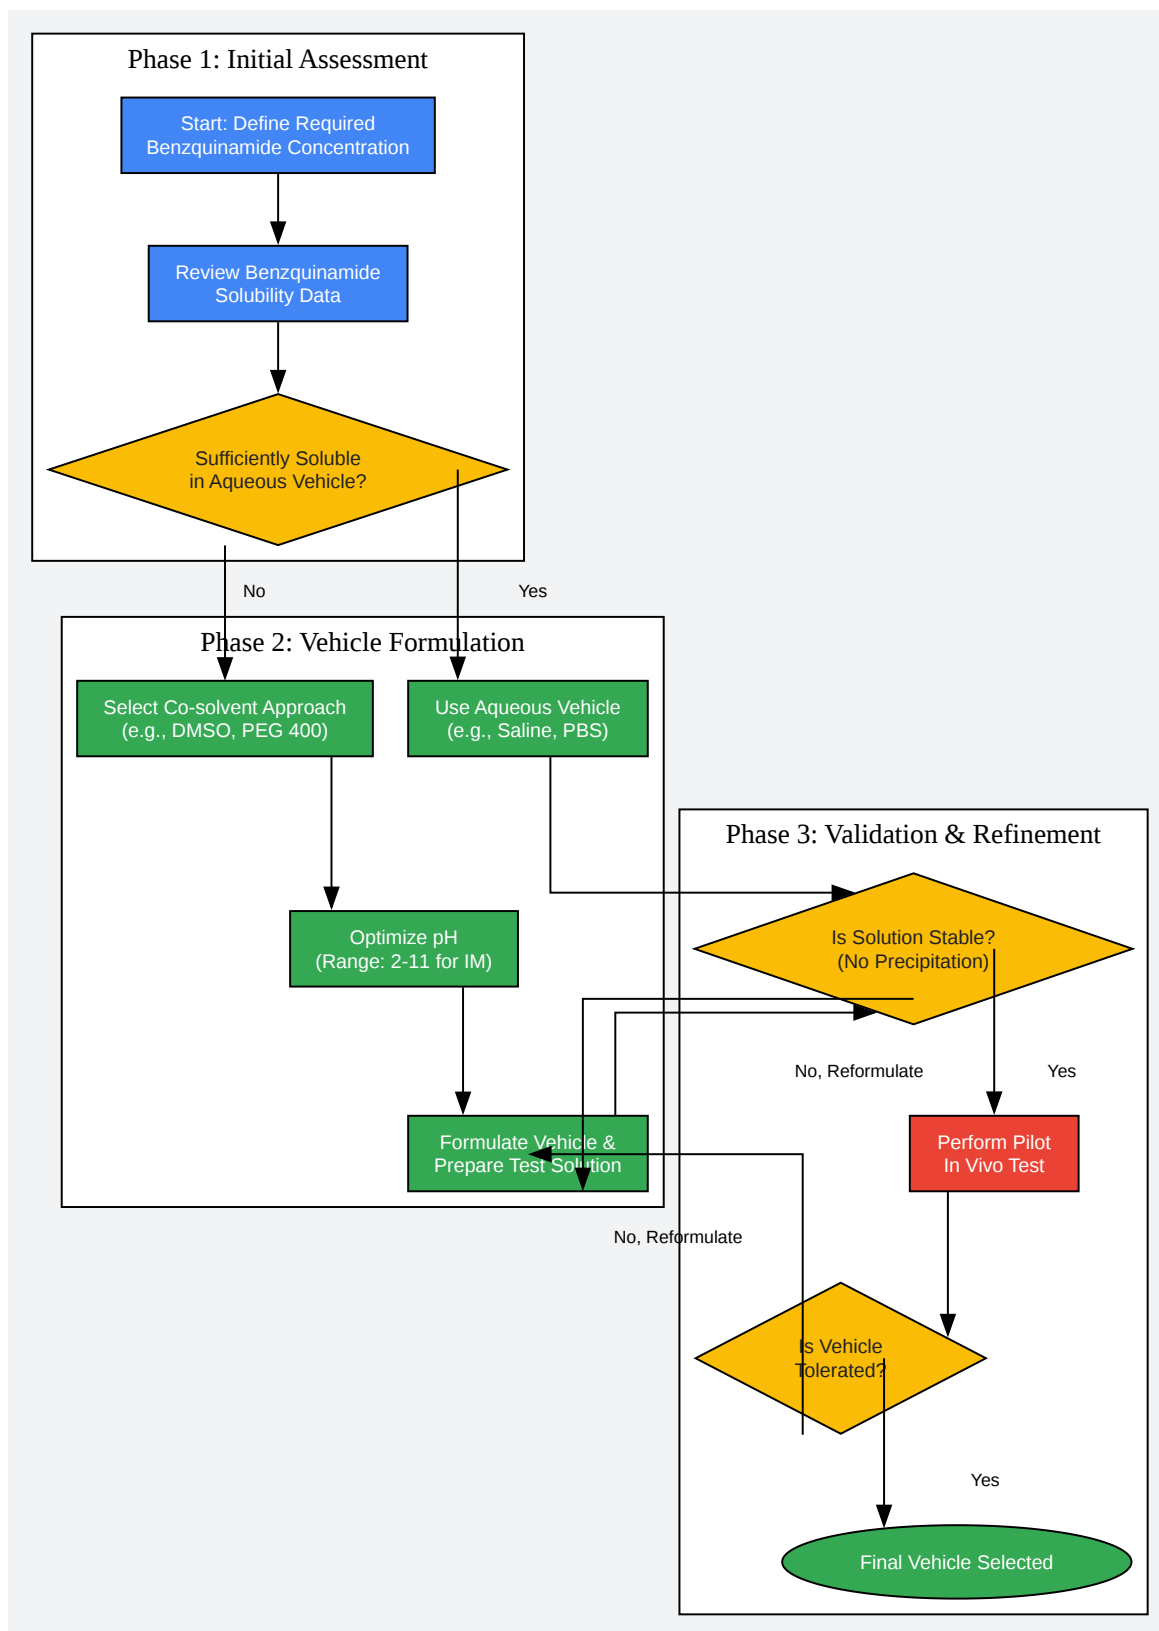 Phase 1: Initial Assessment
Start: Define Required
Benzquinamide Concentration
Review Benzquinamide
Solubility Data
Sufficiently Soluble
in Aqueous Vehicle?
No
Yes
Phase 2: Vehicle Formulation
Select Co-solvent Approach
(e.g., DMSO, PEG 400)
Use Aqueous Vehicle
(e.g., Saline, PBS)
Optimize pH
(Range: 2-11 for IM)
Formulate Vehicle &
Prepare Test Solution
Phase 3: Validation & Refinement
Is Solution Stable?
(No Precipitation)
No, Reformulate
Yes
Perform Pilot
In Vivo Test
No, Reformulate
Is Vehicle
Tolerated?
Yes
Final Vehicle Selected